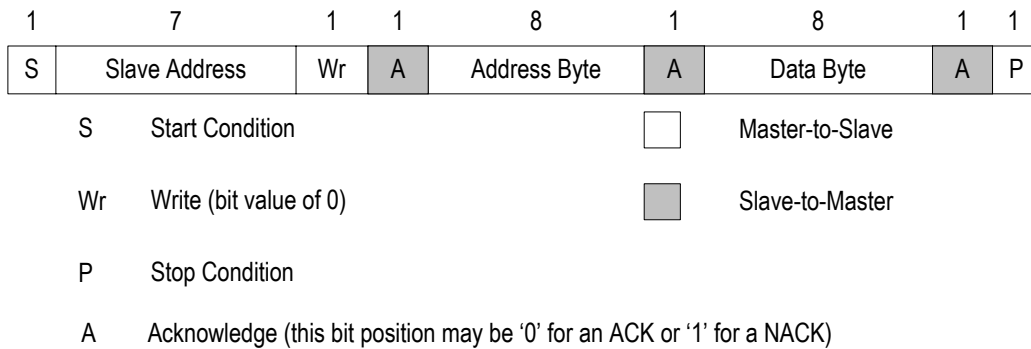 1 7 1 1 8 1 8 1 1
S Slave Address Wr A Address Byte A Data Byte A P
S Start Condition Master-to-Slave
Wr Write (bit value of 0) Slave-to-Master
P Stop Condition
A Acknowledge (this bit position may be ‘0’ for an ACK or ‘1’ for a NACK)